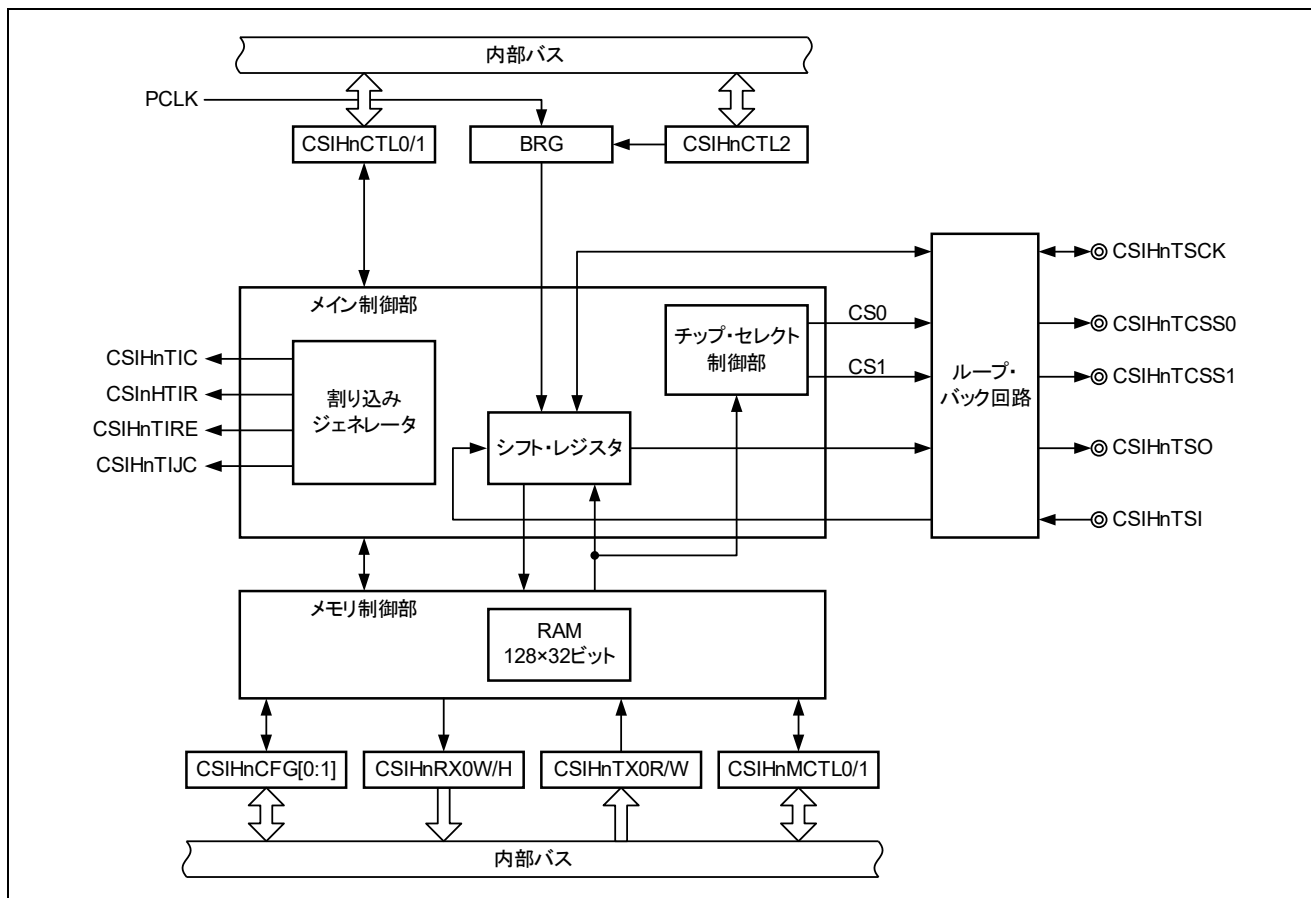 内部バス
PCLK
CSIHnCTL0/1
BRG
CSIHnCTL2
メイン制御部
CSIHnTIC
CSInHTIR
CSIHnTIRE
CSIHnTIJC
割り込み
ジェネレータ
シフト・レジスタ
チップ・セレクト
制御部
CS0
CS1
ループ・
バック回路
CSIHnTSCK
CSIHnTCSS0
CSIHnTCSS1
CSIHnTSO
CSIHnTSI
メモリ制御部
RAM
128×32ビット
CSIHnCFG[0:1]
CSIHnRX0W/H
CSIHnTX0R/W
CSIHnMCTL0/1
内部バス